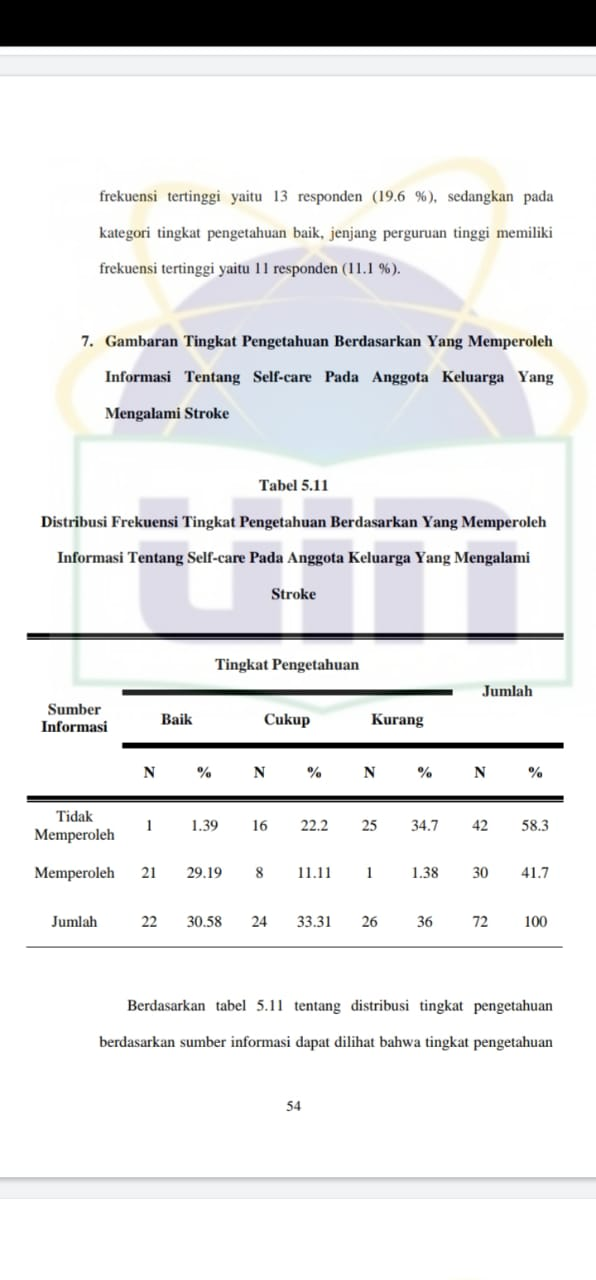 frekuensi tertinggi yaitu 13 responden (19.6 %), sedangkan pada
kategori tingkat pengetahuan baik, jenjang perguruan tinggi memiliki
frekuensi tertinggi yaitu 11 responden (11.1 %).
7. Gambaran Tingkat Pengetahuan Berdasarkan Yang Memperoleh
Informasi Tentang Self-care Pada Anggota Keluarga Yang
Mengalami Stroke
Tabel 5.11
Distribusi Frekuensi Tingkat Pengetahuan Berdasarkan Yang Memperoleh
Informasi Tentang Self-care Pada Anggota Keluarga Yang Mengalami
Stroke
Tingkat Pengetahuan
Jumlah
Sumber
Informasi
Baik Cukup Kurang
N % N % N % N %
Tidak
Memperoleh
1 1.39 16 22.2 25 34.7 42 58.3
Memperoleh 21 29.19 8 11.11 1 1.38 30 41.7
Jumlah 22 30.58 24 33.31 26 36 72 100
Berdasarkan tabel 5.11 tentang distribusi tingkat pengetahuan
berdasarkan sumber informasi dapat dilihat bahwa tingkat pengetahuan
54
uin